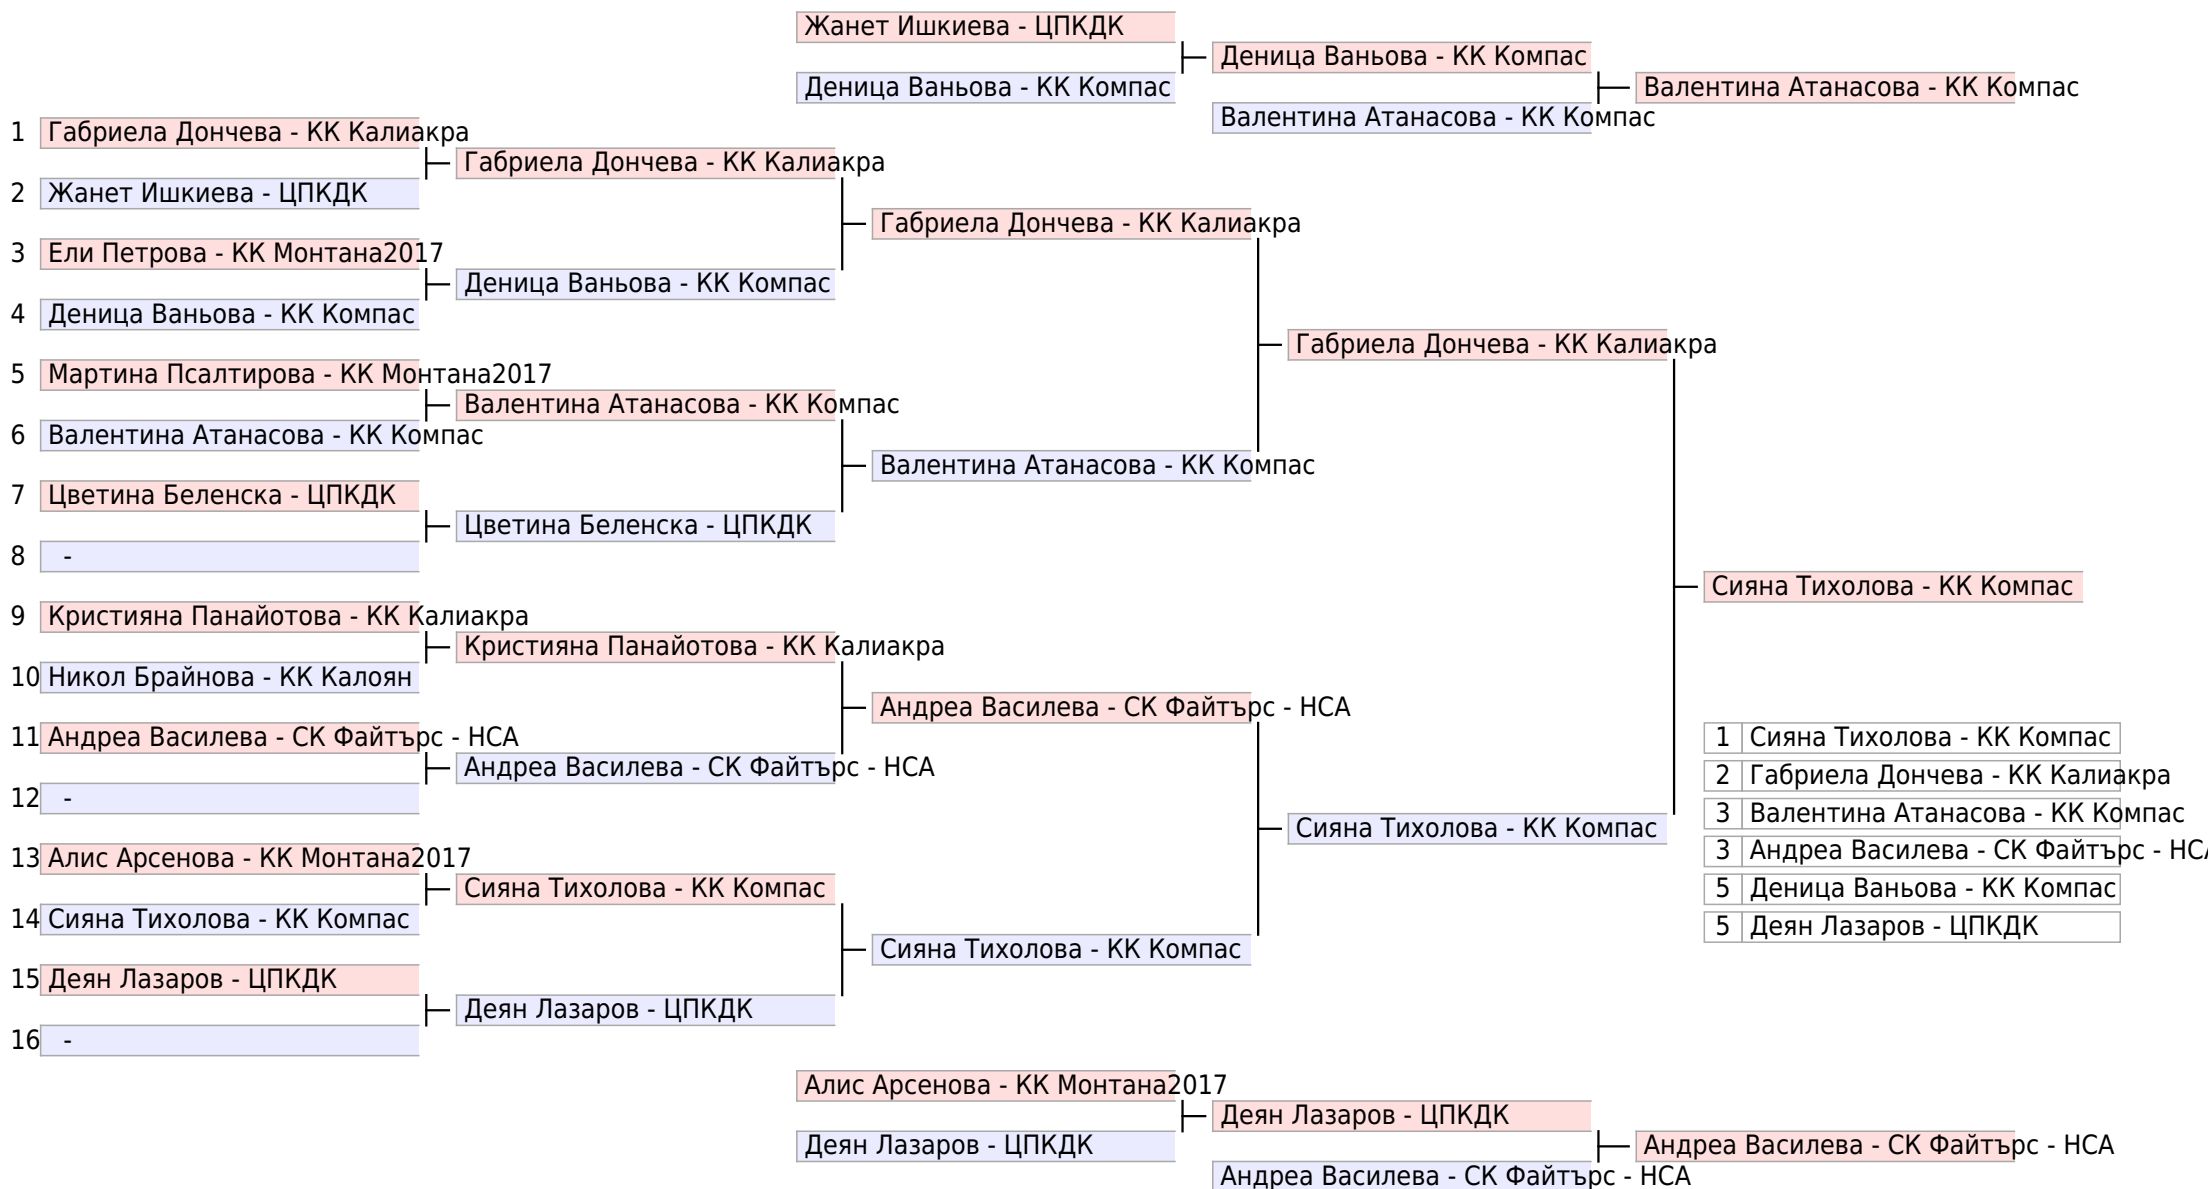 Жанет Ишкиева - ЦПКДК
Деница Ваньова - КК Компас
Деница Ваньова - КК Компас
Валентина Атанасова - КК Компас
Валентина Атанасова - КК Компас
1 Габриела Дончева - КК Калиакра
2 Жанет Ишкиева - ЦПКДК
3 Ели Петрова - КК Монтана2017
4 Деница Ваньова - КК Компас
5 Мартина Псалтирова - КК Монтана2017
6 Валентина Атанасова - КК Компас
7 Цветина Беленска - ЦПКДК
8 -
9 Кристияна Панайотова - КК Калиакра
10 Никол Брайнова - КК Калоян
11 Андреа Василева - СК Файтърс - НСА
12 -
13 Алис Арсенова - КК Монтана2017
14 Сияна Тихолова - КК Компас
15 Деян Лазаров - ЦПКДК
16 -
Габриела Дончева - КК Калиакра
Деница Ваньова - КК Компас
Валентина Атанасова - КК Компас
Цветина Беленска - ЦПКДК
Кристияна Панайотова - КК Калиакра
Андреа Василева - СК Файтърс - НСА
Сияна Тихолова - КК Компас
Деян Лазаров - ЦПКДК
Габриела Дончева - КК Калиакра
Валентина Атанасова - КК Компас
Андреа Василева - СК Файтърс - НСА
Сияна Тихолова - КК Компас
Габриела Дончева - КК Калиакра
Сияна Тихолова - КК Компас
Сияна Тихолова - КК Компас
1 Сияна Тихолова - КК Компас
2 Габриела Дончева - КК Калиакра
3 Валентина Атанасова - КК Компас
3 Андреа Василева - СК Файтърс -
5 Деница Ваньова - КК Компас
5 Деян Лазаров - ЦПКДК
Алис Арсенова - КК Монтана2017
Деян Лазаров - ЦПКДК
Деян Лазаров - ЦПКДК
Андреа Василева - СК Файтърс - НСА
Андреа Василева - СК Файтърс - НСА